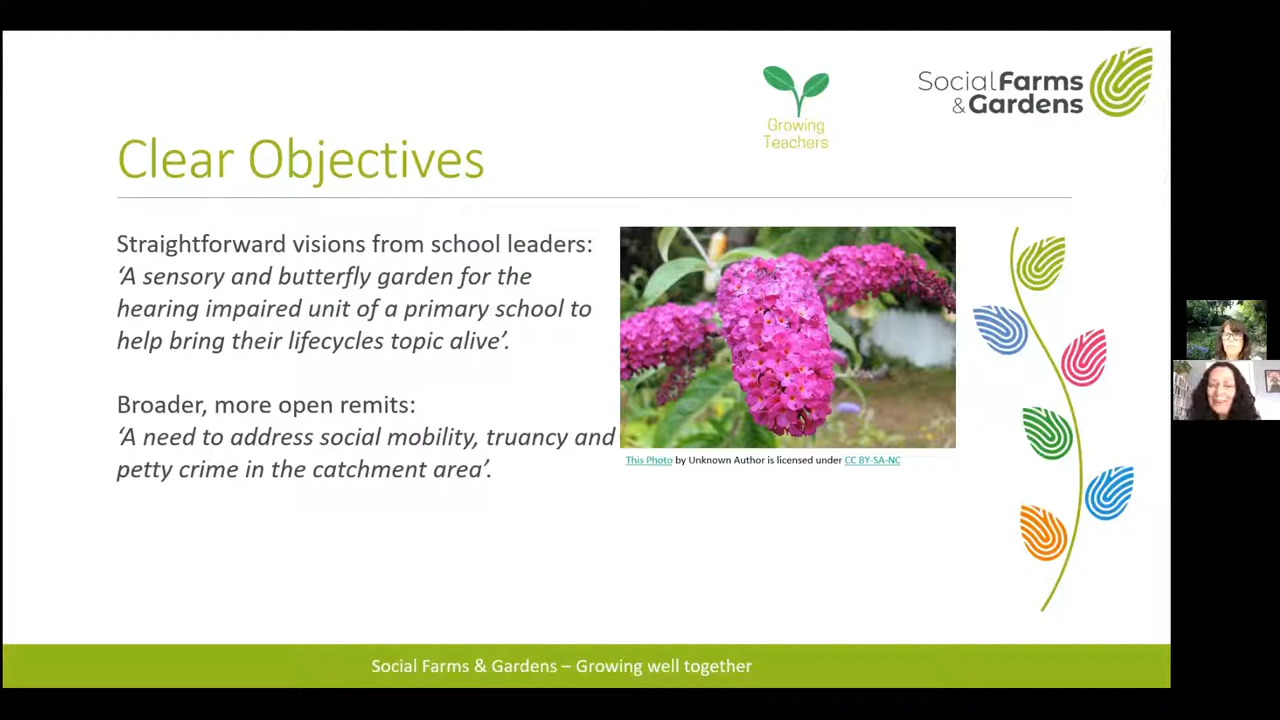 Growing
Teachers
Social Farms
& Gardens
Clear Objectives
Straightforward visions from school leaders:
‘A sensory and butterfly garden for the
hearing impaired unit of a primary school to
help bring their lifecycles topic alive’.
Broader, more open remits:
‘A need to address social mobility, truancy and
petty crime in the catchment area’.
This Photo by Unknown Author is licensed under CC BY-SA-NC
Social Farms & Gardens – Growing well together